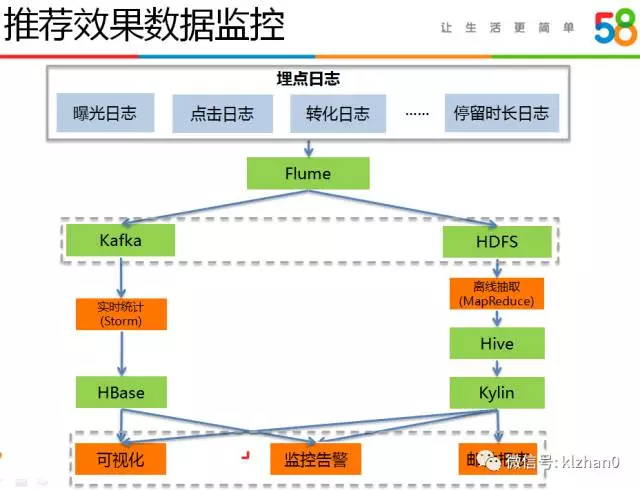 推荐效果数据监控
让生活更简单
58
埋点日志
曝光日志
点击日志
转化日志
……
停留时长日志
Flume
Kafka
HDFS
实时统计
(Storm)
离线抽取
(MapReduce)
Hive
HBase
Kylin
可视化
监控告警
微信号: klzhan0